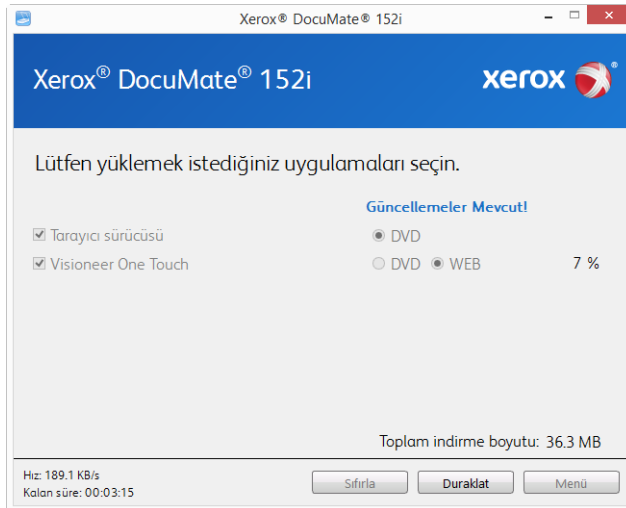 Xerox® DocuMate® 152i
Xerox® DocuMate® 152i
xerox
Lütfen yüklemek istediğiniz uygulamaları seçin.
Güncellemeler Mevcut!
Tarayıcı sürücüsü DVD
Visioneer One Touch DVD WEB 7 %
Toplam indirme boyutu: 36.3 MB
Hız: 189.1 KB/s
Kalan süre: 00:03:15
Sıfırla Duraklat Menü